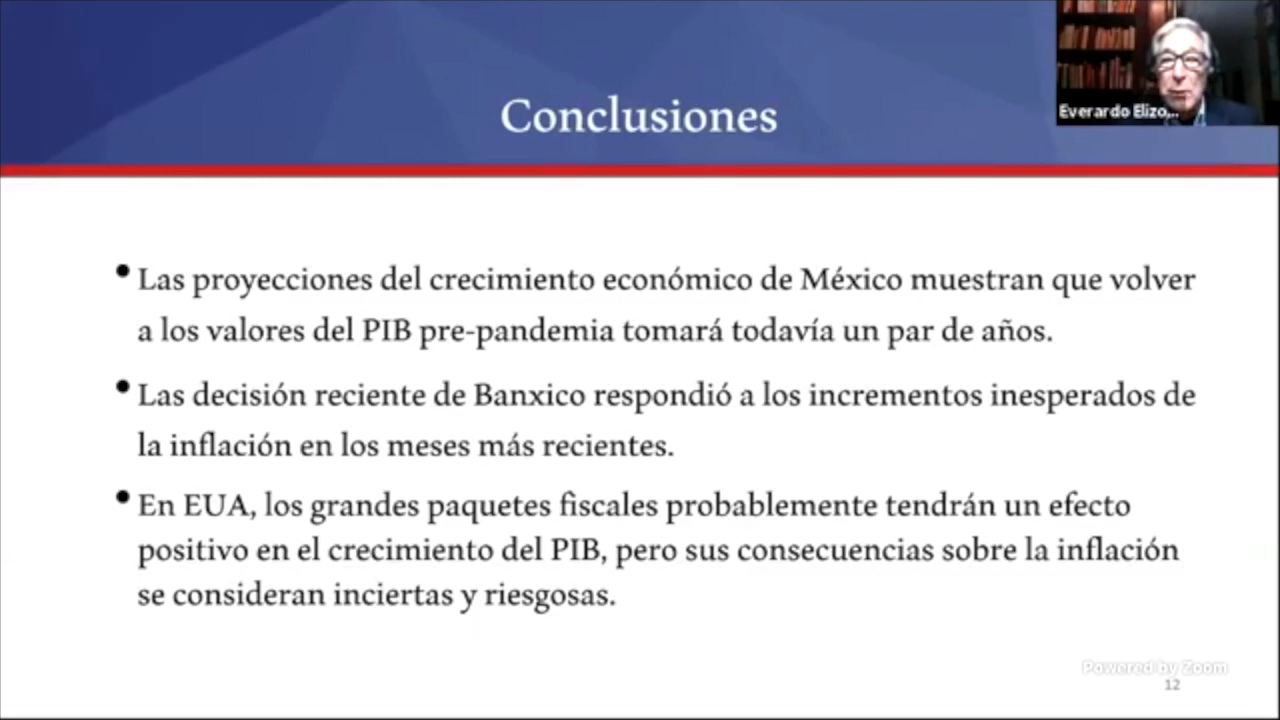 Conclusiones
Everardo Elizo...
• Las proyecciones del crecimiento económico de México muestran que volver
a los valores del PIB pre-pandemia tomará todavía un par de años.
• Las decisión reciente de Banxico respondió a los incrementos inesperados de
la inflación en los meses más recientes.
• En EUA, los grandes paquetes fiscales probablemente tendrán un efecto
positivo en el crecimiento del PIB, pero sus consecuencias sobre la inflación
se consideran inciertas y riesgosas.
Powered by Zoom
12